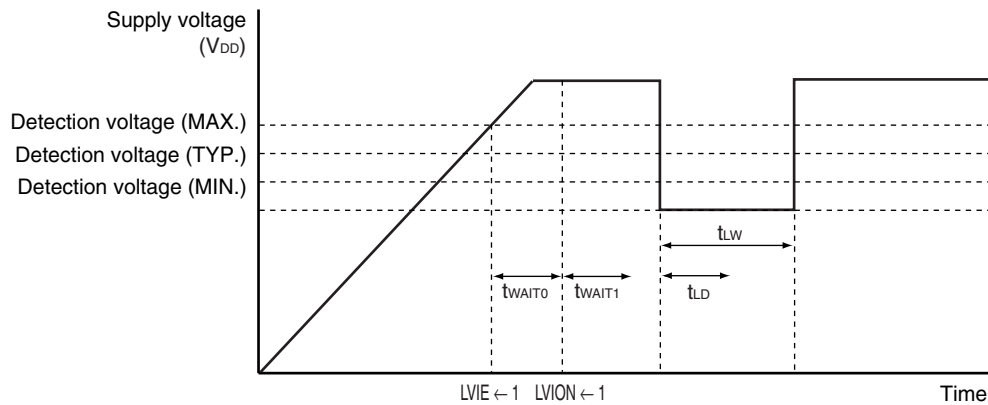 Supply voltage
(VDD)
Detection voltage (MAX.)
Detection voltage (TYP.)
Detection voltage (MIN.)
tLW
tWAIT0 tWAIT1 tLD
LVIE ← 1 LVION ← 1 Time